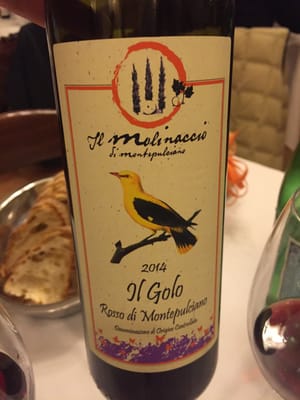 Il Molinaccio
di montepulciano
2014
Il Golo
Rosso di Montepulciano
Denominazione di Origine Controllata